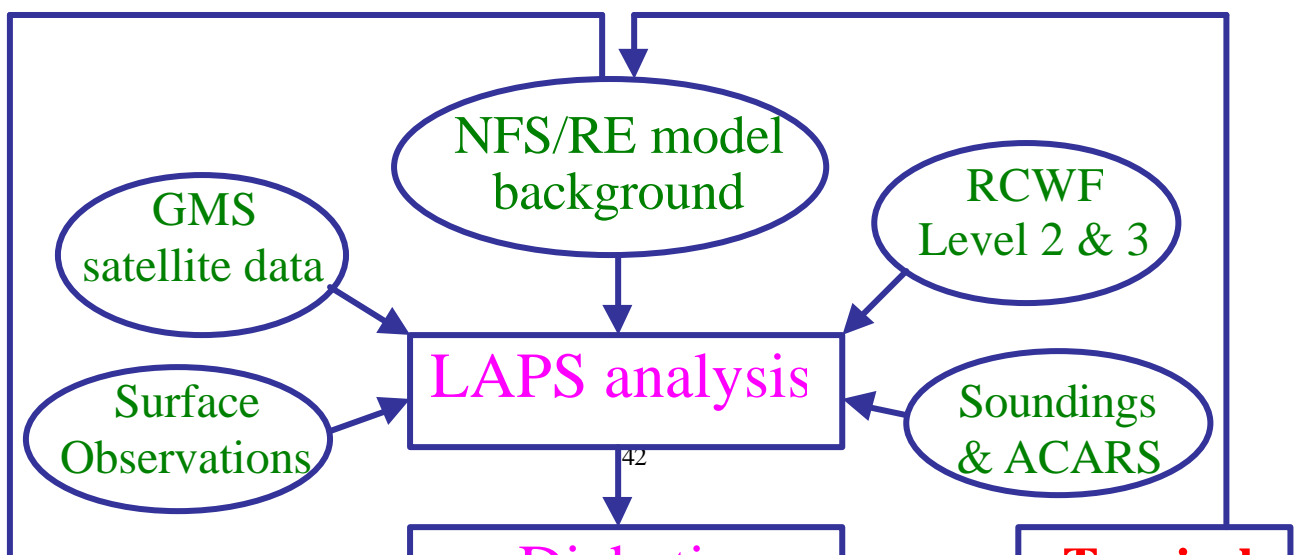 NFS/RE model
background
GMS
satellite data
RCWF
Level 2 & 3
LAPS analysis
Surface
Observations
Soundings
& ACARS
42